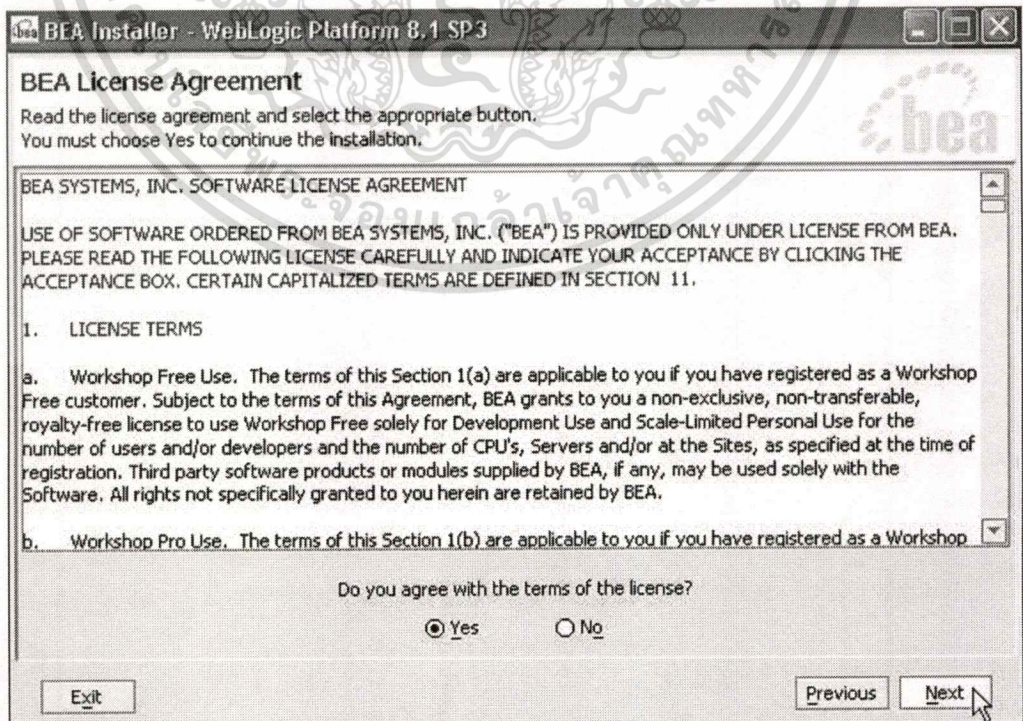 BEA Installer - WebLogic Platform 8.1 SP3
BEA License Agreement
Read the license agreement and select the appropriate button.
You must choose Yes to continue the installation.
bea
BEA SYSTEMS, INC. SOFTWARE LICENSE AGREEMENT
USE OF SOFTWARE ORDERED FROM BEA SYSTEMS, INC. ("BEA") IS PROVIDED ONLY UNDER LICENSE FROM BEA.
PLEASE READ THE FOLLOWING LICENSE CAREFULLY AND INDICATE YOUR ACCEPTANCE BY CLICKING THE
ACCEPTANCE BOX. CERTAIN CAPITALIZED TERMS ARE DEFINED IN SECTION 11.
1. LICENSE TERMS
a. Workshop Free Use. The terms of this Section 1(a) are applicable to you if you have registered as a Workshop
Free customer. Subject to the terms of this Agreement, BEA grants to you a non-exclusive, non-transferable,
royalty-free license to use Workshop Free solely for Development Use and Scale-Limited Personal Use for the
number of users and/or developers and the number of CPU's, Servers and/or at the Sites, as specified at the time of
registration. Third party software products or modules supplied by BEA, if any, may be used solely with the
Software. All rights not specifically granted to you herein are retained by BEA.
b. Workshop Pro Use. The terms of this Section 1(b) are applicable to you if you have registered as a Workshop
Do you agree with the terms of the license?
Yes No
Exit Previous Next